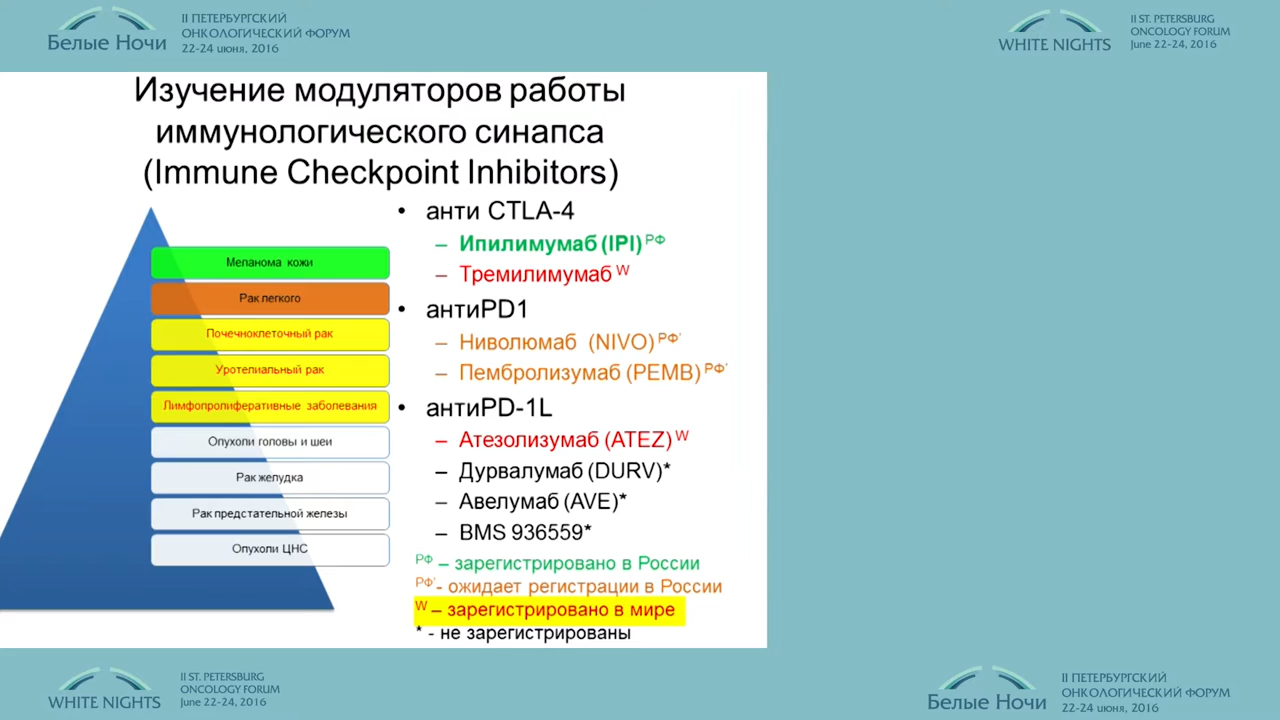 Белые Ночи
II ПЕТЕРБУРГСКИЙ
ОНКОЛОГИЧЕСКИЙ ФОРУМ
22-24 июня, 2016
WHITE NIGHTS
II ST. PETERSBURG
ONCOLOGY FORUM
June 22-24, 2016
Изучение модуляторов работы
иммунологического синапса
(Immune Checkpoint Inhibitors)
Меланома кожи
Рак легкого
Почечноклеточный рак
Уротелиальный рак
Лимфопролиферативные заболевания
Опухоли головы и шеи
Рак желудка
Рак предстательной железы
Опухоли ЦНС
• анти CTLA-4
– Ипилимумаб (IPI) РФ
– Тремилимумаб W
• антиPD1
– Ниволюмаб (NIVO) РФ'
– Пембролизумаб (PEMB) РФ'
• антиPD-1L
– Атезолизумаб (ATEZ) W
– Дурвалумаб (DURV)*
– Авелумаб (AVE)*
– BMS 936559*
РФ – зарегистрировано в России
РФ'- ожидает регистрации в России
W – зарегистрировано в мире
* - не зарегистрированы
WHITE NIGHTS
II ST. PETERSBURG
ONCOLOGY FORUM
June 22-24, 2016
Белые Ночи
II ПЕТЕРБУРГСКИЙ
ОНКОЛОГИЧЕСКИЙ ФОРУМ
22-24 июня, 2016